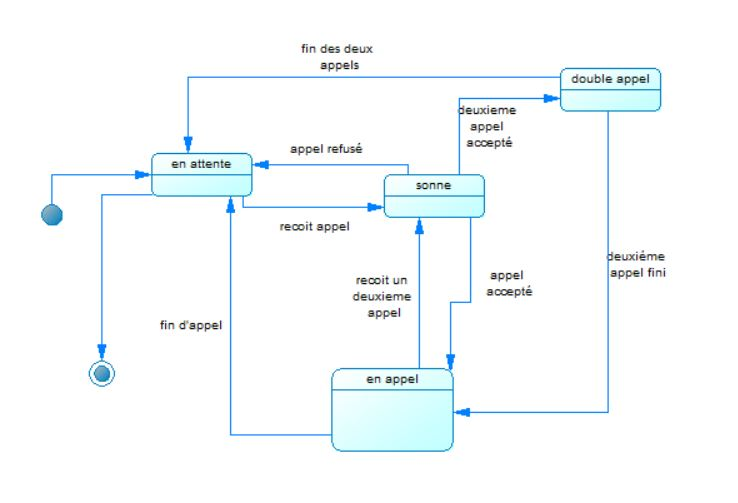 fin des deux
appels
double appel
deuxieme
appel
accepté
en attente
appel refusé
sonne
recoit appel
deuxiéme
appel fini
recoit un
deuxieme
appel
appel
accepté
fin d'appel
en appel